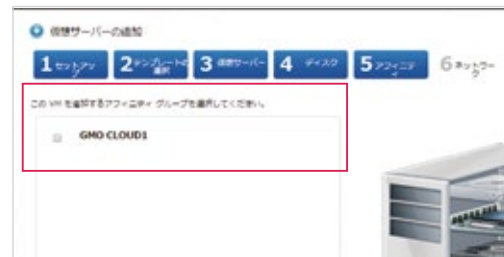 仮想サーバーの追加
1 セットアップ
2 テンプレートの選択
3 仮想サーバー
4 ディスク
5 アフィニティ
6 ネットワーク
この VM を追加するアフィニティ グループを選択してください。
GMO CLOUD1